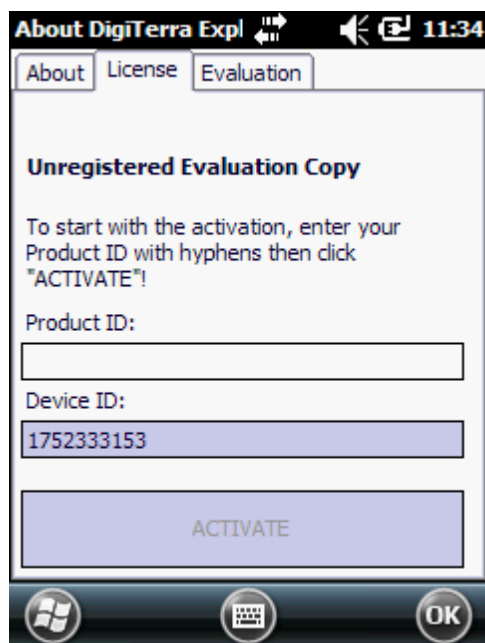 About DigiTerra Expl 11:34
About License Evaluation
Unregistered Evaluation Copy
To start with the activation, enter your
Product ID with hyphens then click
"ACTIVATE"!
Product ID:
Device ID:
1752333153
ACTIVATE
OK